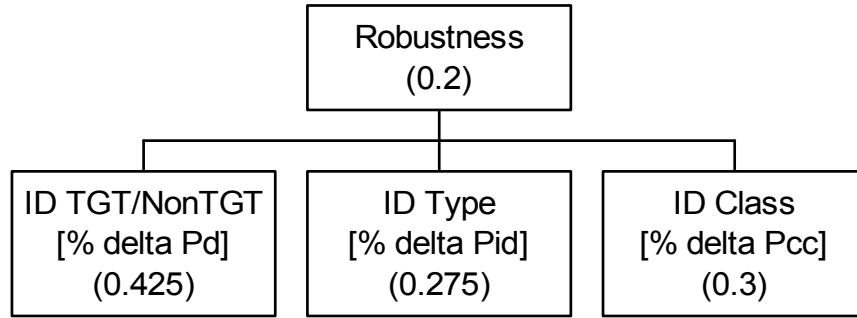 Robustness
(0.2)
ID TGT/NonTGT
[% delta Pd]
(0.425)
ID Type
[% delta Pid]
(0.275)
ID Class
[% delta Pcc]
(0.3)